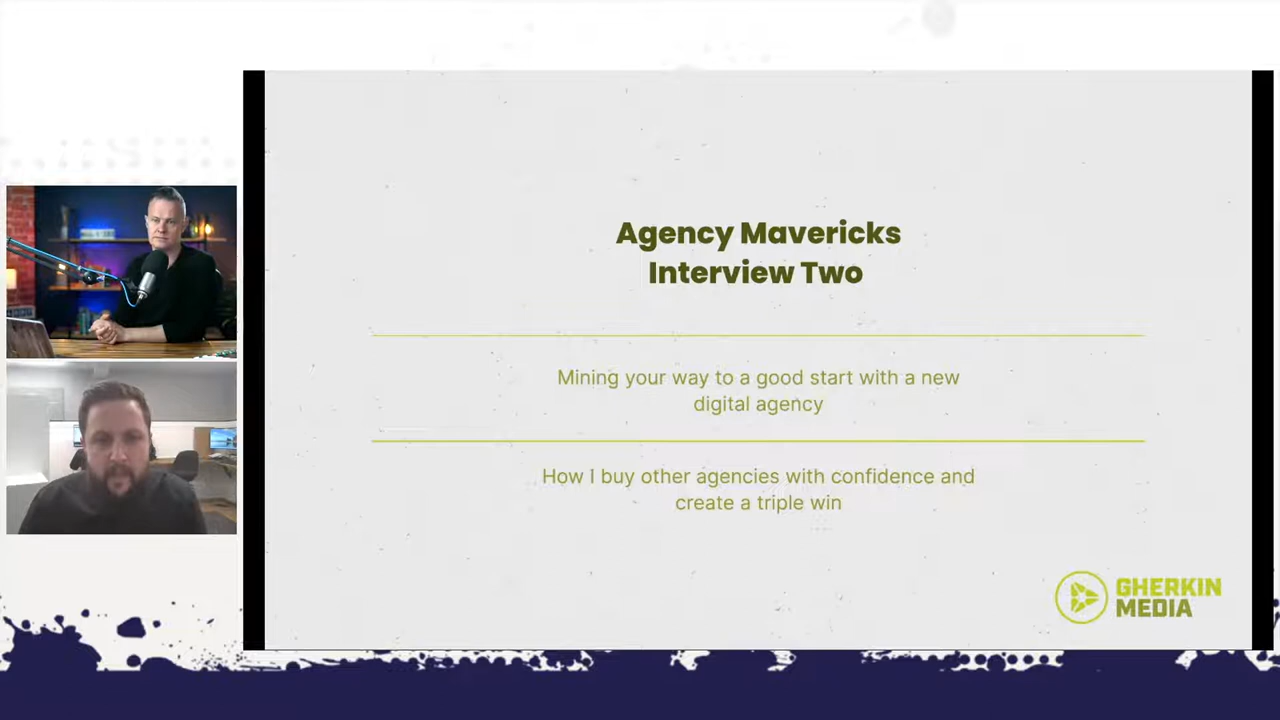 Agency Mavericks
Interview Two
Mining your way to a good start with a new
digital agency
How I buy other agencies with confidence and
create a triple win
GHERKIN
MEDIA